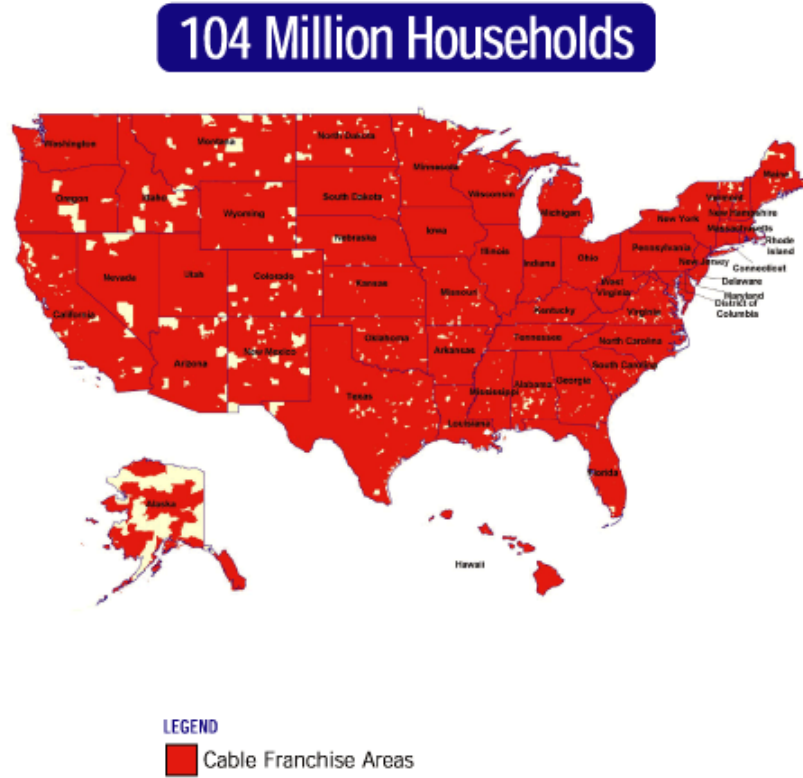 104 Million Households
Washington
Montana
North Dakota
Minnesota
Maine
Oregon
Idaho
Wyoming
South Dakota
Wisconsin
Michigan
Vermont
New York
New Hampshire
Massachusetts
Rhode
Island
Connecticut
Nebraska
Iowa
Illinois
Indiana
Ohio
Pennsylvania
New Jersey
Delaware
Maryland
District of
Columbia
Nevada
Utah
Colorado
Kansas
Missouri
West
Virginia
Virginia
Kentucky
California
Arizona
New Mexico
Oklahoma
Arkansas
Tennessee
North Carolina
South Carolina
Texas
Louisiana
Mississippi
Alabama
Georgia
Florida
Alaska
Hawaii
LEGEND
Cable Franchise Areas